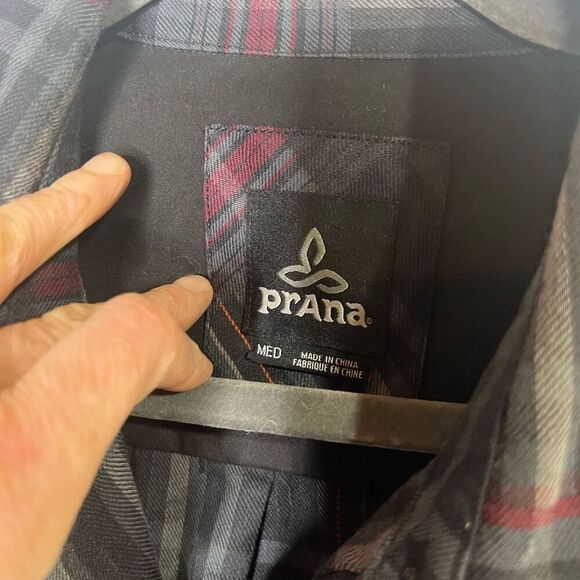 prAna
MED
MADE IN CHINA
FABRIQUE EN CHINE